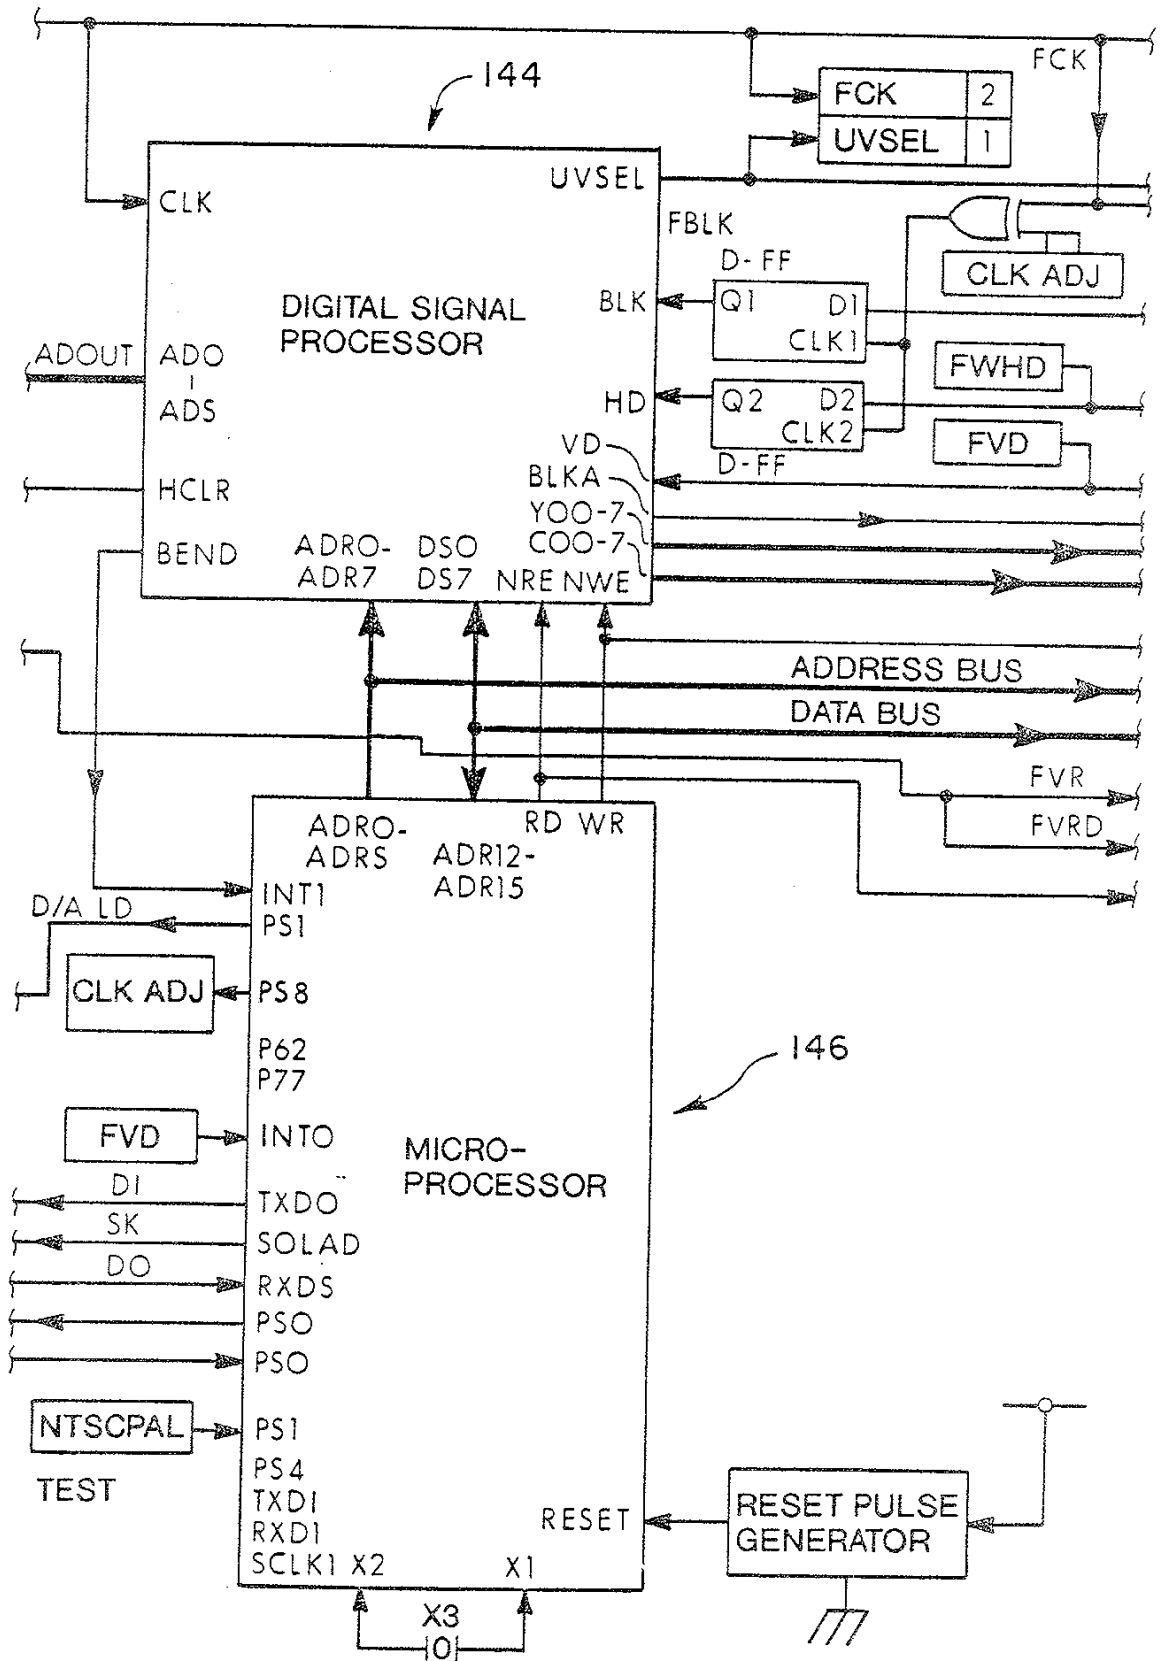 FCK
144
FCK 2
UVSEL 1
CLK
UVSEL
FBLK
CLK ADJ
D-FF
DIGITAL SIGNAL
PROCESSOR
BLK
Q1 D1
CLK1
ADOUT
ADO
-
ADS
FWHD
HD
Q2 D2
CLK2
FVD
D-FF
VD
HCLR
BLKA
YOO-7
COO-7
BEND
ADRO-
ADR7
DSO
DS7
NRE NWE
ADDRESS BUS
DATA BUS
FVR
FVRD
ADRO-
ADRS
ADR12-
ADR15
RD WR
INT1
D/A LD
PS1
CLK ADJ
PS8
P62
P77
146
FVD
INTO
MICRO-
PROCESSOR
DI
TXDO
SK
SOLAD
DO
RXDS
PSO
PSO
NTSCPAL
PS1
TEST
PS4
TXD1
RXD1
SCLK1 X2
X1
RESET
RESET PULSE
GENERATOR
X3